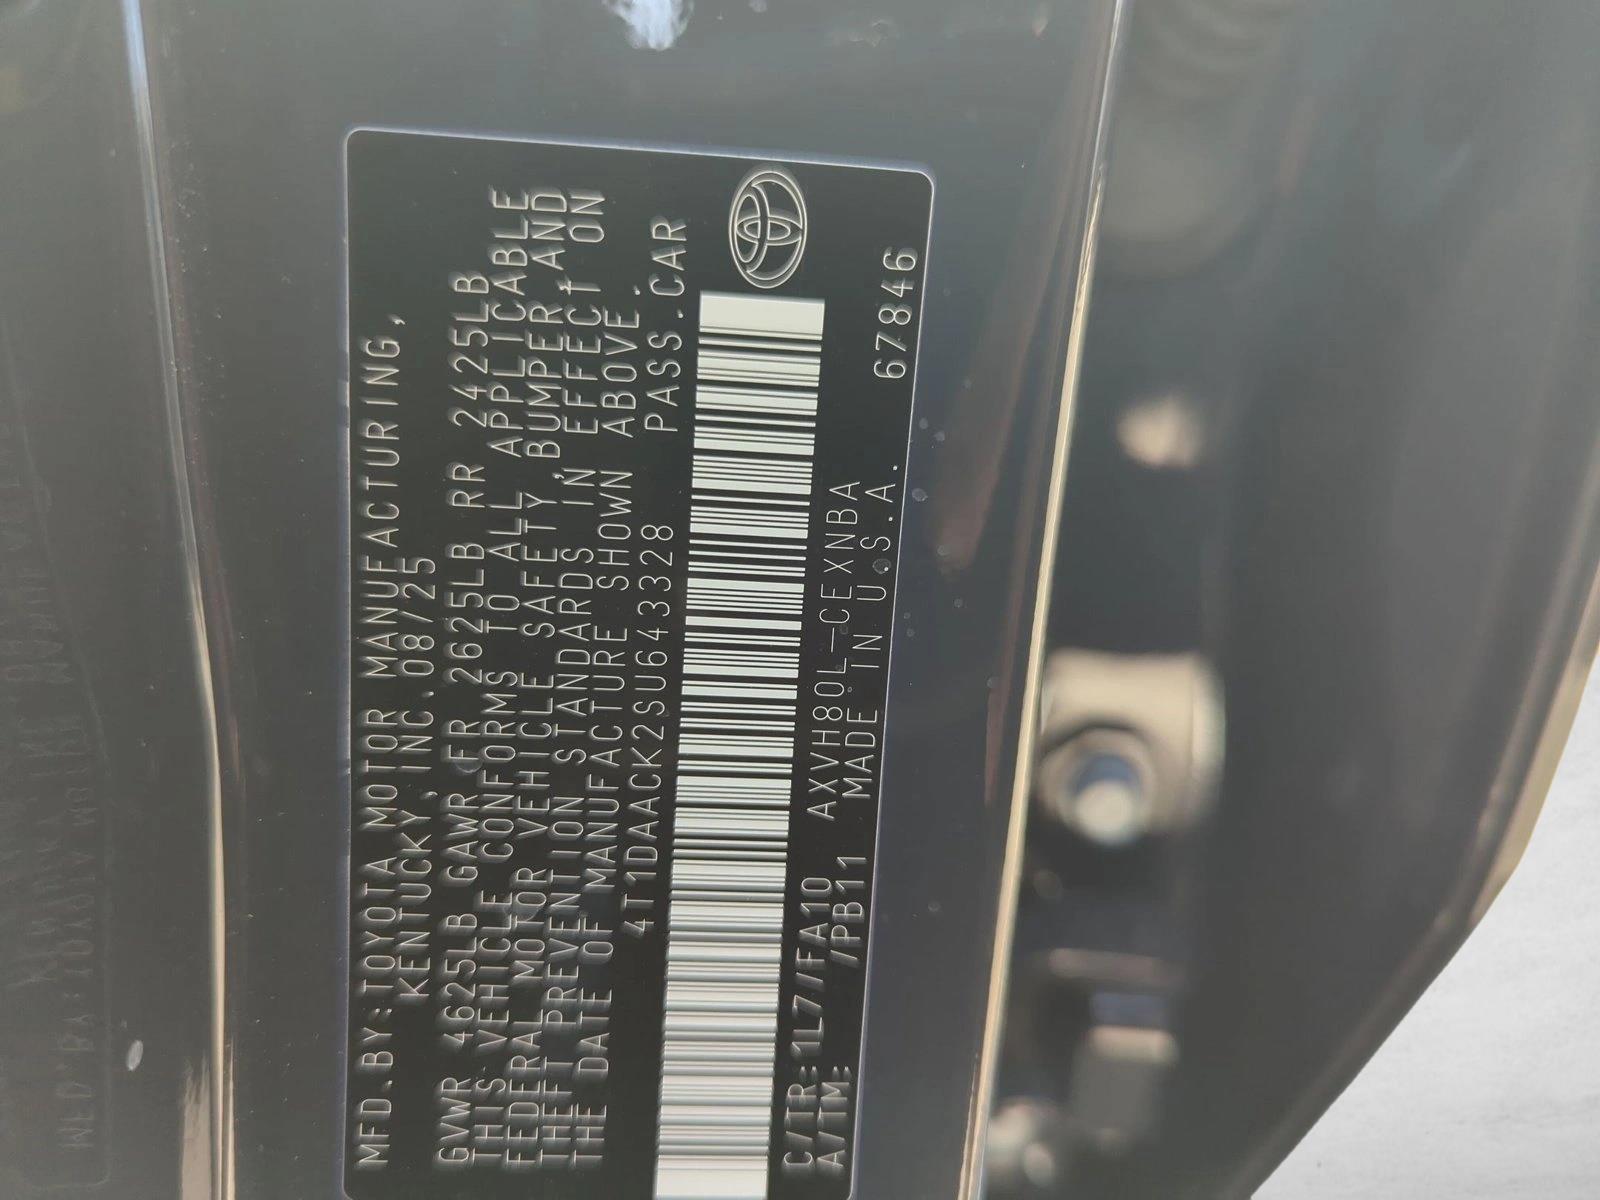 MFD.BY:TOYOTA MOTOR MANUFACTURING,
KENTUCKY,INC.08/25
GVWR 4625LB GAWR FR 2625LB RR 2425LB
THIS VEHICLE CONFORMS TO ALL APPLICABLE
FEDERAL MOTOR VEHICLE SAFETY,BUMPER,AND
THEFT PREVENTION STANDARDS IN EFFECT ON
THE DATE OF MANUFACTURE SHOWN ABOVE.
4T1DAACK2SU643328 PASS.CAR
C/TR:1L7/FA10 AXVH80L-CEXNBA 67846
A/TM: /PB11 MADE IN U.S.A.